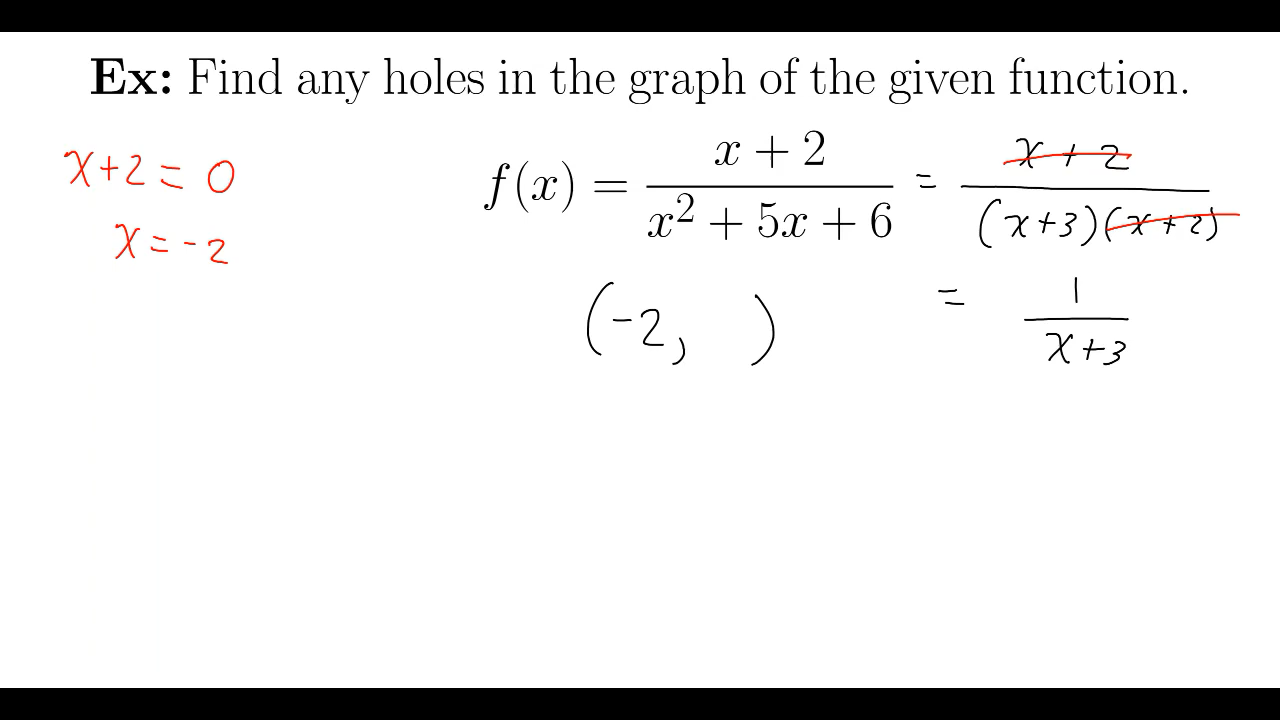 Ex: Find any holes in the graph of the given function.
x+2 = 0
x = -2
f(x) = (x + 2)/(x² + 5x + 6) = (x + 2)/((x+3)(x+2))
(-2, )
= 1/(x+3)